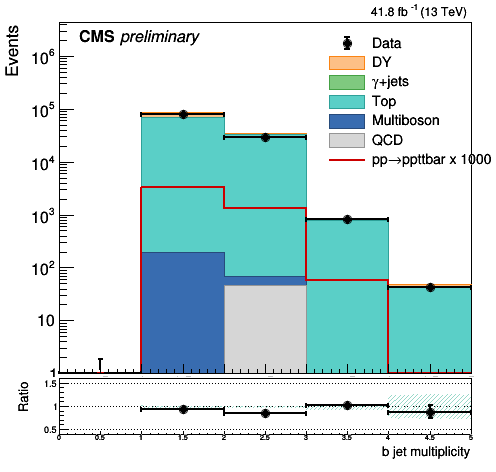 41.8 fb⁻¹ (13 TeV)
CMS preliminary
Events
Data
DY
γ+jets
Top
Multiboson
QCD
pp→ppttbar x 1000
10⁶
10⁵
10⁴
10³
10²
10
1
Ratio
1.5
1
0.5
0 0.5 1 1.5 2 2.5 3 3.5 4 4.5 5
b jet multiplicity